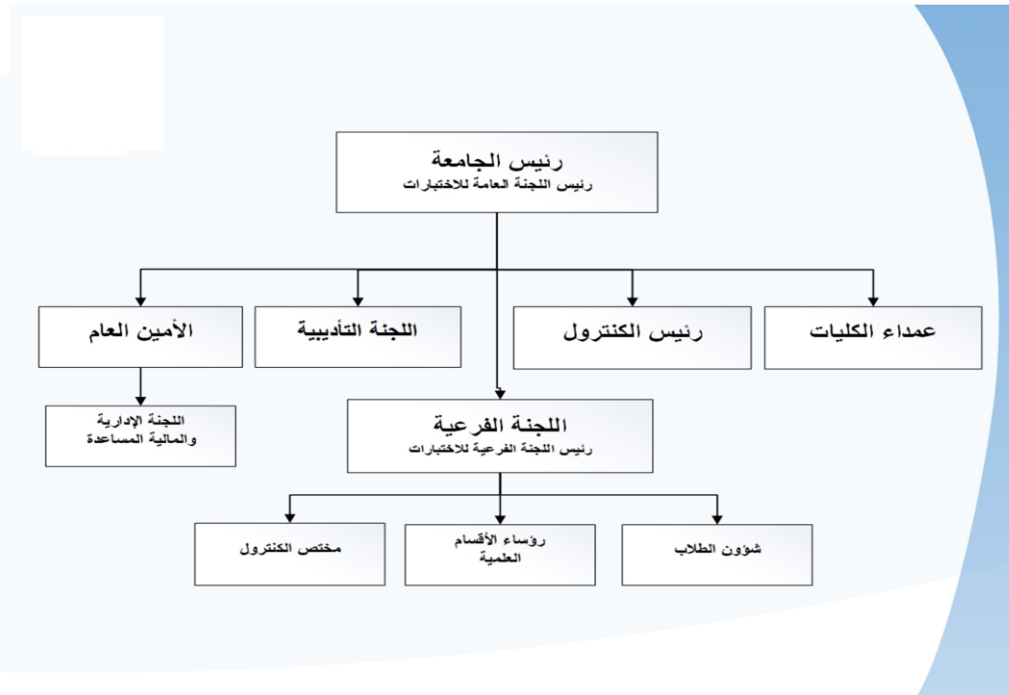 رئيس الجامعة
رئيس اللجنة العامة للاختبارات
عمداء الكليات
رئيس الكنترول
اللجنة التأديبية
الأمين العام
اللجنة الإدارية
والمالية المساعدة
اللجنة الفرعية
رئيس اللجنة الفرعية للاختبارات
شؤون الطلاب
رؤساء الأقسام
العلمية
مختص الكنترول